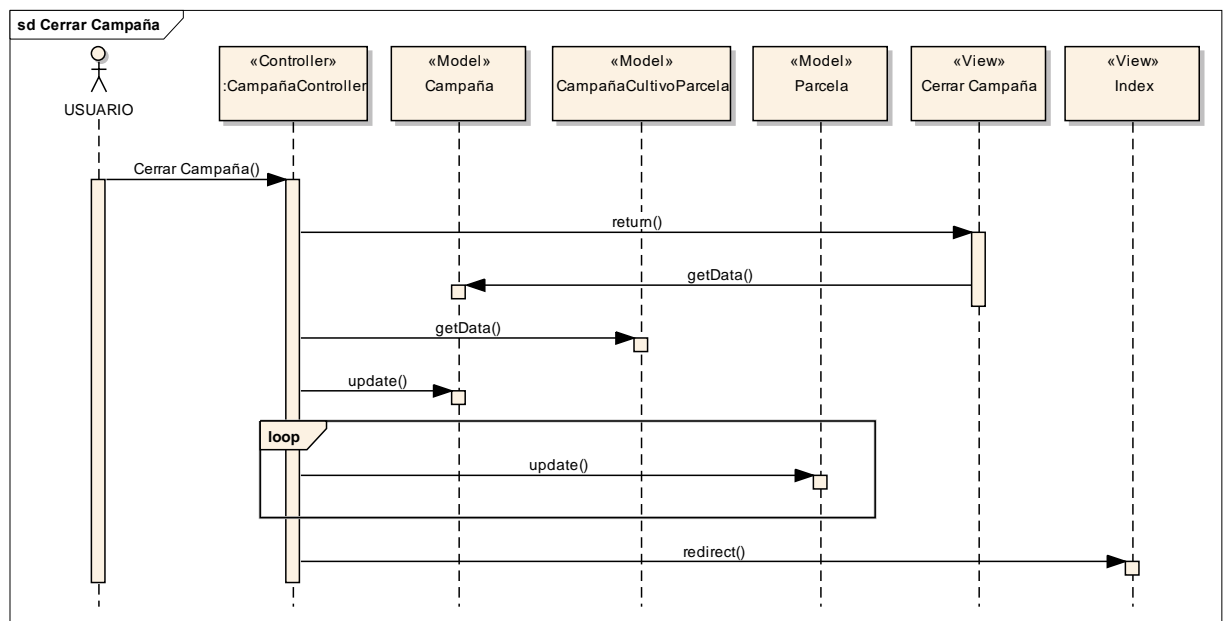 sd Cerrar Campaña
USUARIO
«Controller»
:CampañaController
«Model»
Campaña
«Model»
CampañaCultivoParcela
«Model»
Parcela
«View»
Cerrar Campaña
«View»
Index
Cerrar Campaña()
return()
getData()
getData()
update()
loop
update()
redirect()